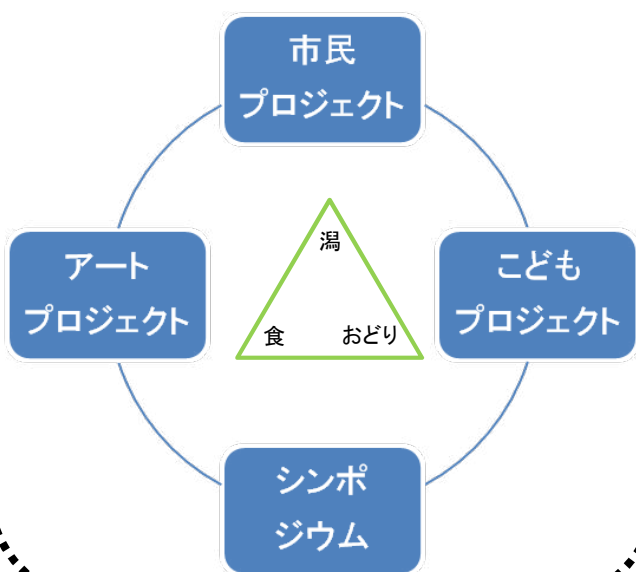 市民
プロジェクト
アート
プロジェクト
潟
食
おどり
こども
プロジェクト
シンポ
ジウム